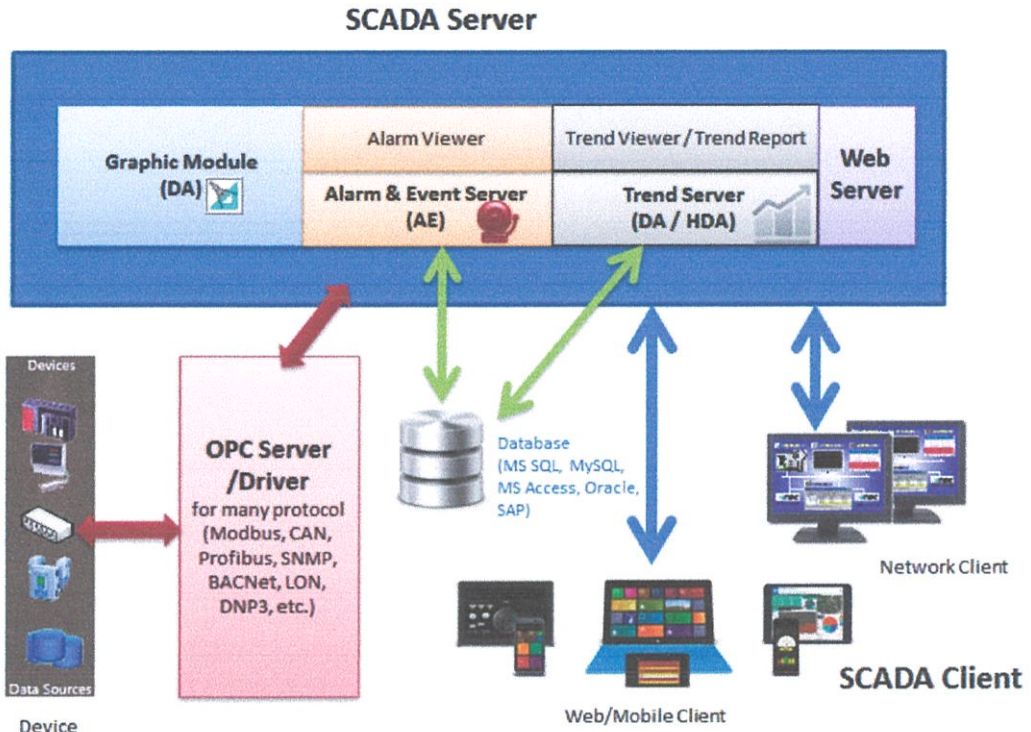 SCADA Server
Graphic Module
(DA)
Alarm Viewer
Alarm & Event Server
(AE)
Trend Viewer / Trend Report
Trend Server
(DA / HDA)
Web
Server
Devices
Data Sources
Device
OPC Server
/Driver
for many protocol
(Modbus, CAN,
Profibus, SNMP,
BACNet, LON,
DNP3, etc.)
Database
(MS SQL, MySQL,
MS Access, Oracle,
SAP)
Network Client
SCADA Client
Web/Mobile Client